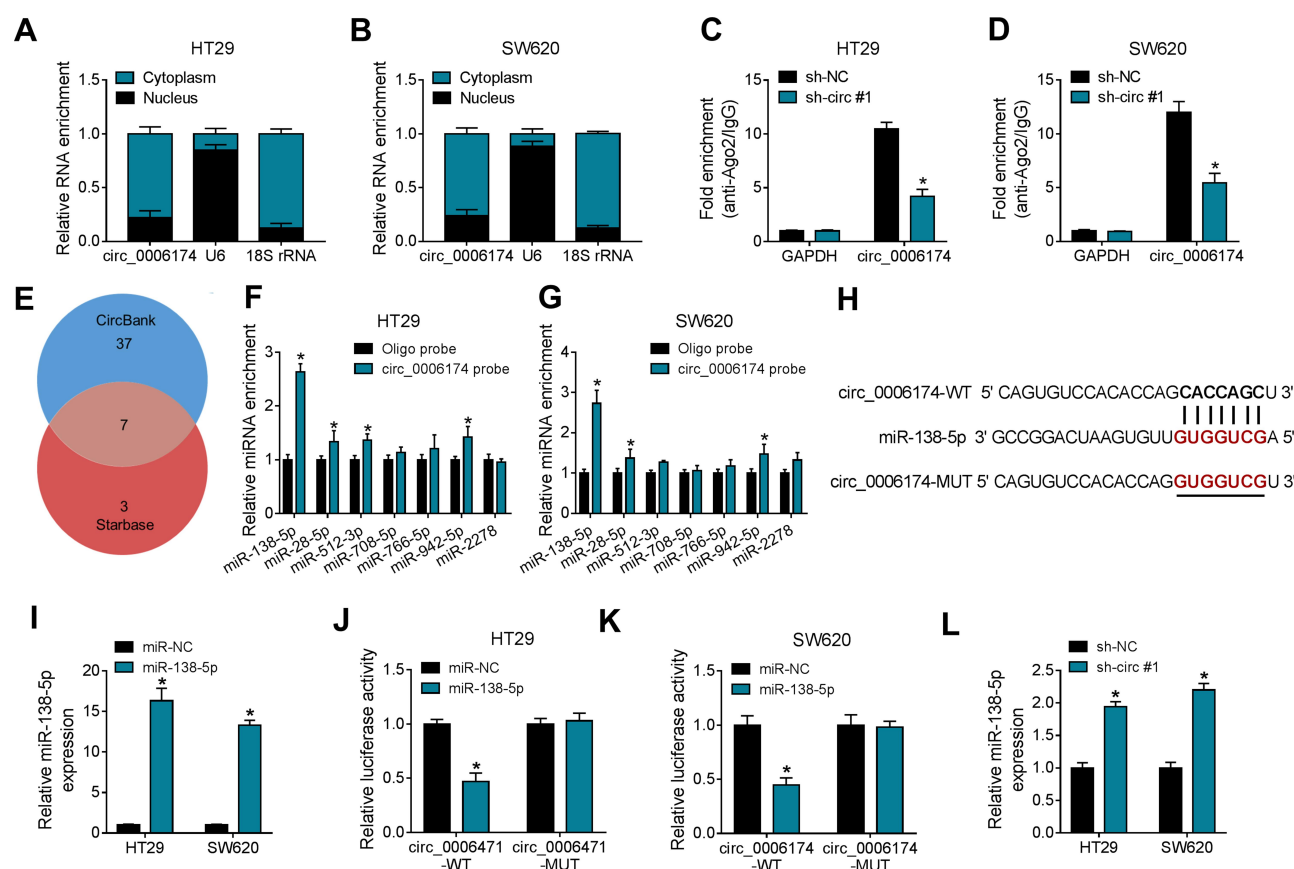 A
HT29
Relative RNA enrichment
Cytoplasm
Nucleus
1.5
1.0
0.5
0.0
circ_0006174 U6 18S rRNA
B
SW620
Relative RNA enrichment
Cytoplasm
Nucleus
1.5
1.0
0.5
0.0
circ_0006174 U6 18S rRNA
C
HT29
Fold enrichment
(anti-Ago2/IgG)
sh-NC
sh-circ #1
15
10
5
0
*
GAPDH circ_0006174
D
SW620
Fold enrichment
(anti-Ago2/IgG)
sh-NC
sh-circ #1
15
10
5
0
*
GAPDH circ_0006174
E
CircBank
37
7
3
Starbase
F
HT29
Relative miRNA enrichment
Oligo probe
circ_0006174 probe
3
2
1
0
* * * *
miR-138-5p miR-28-5p miR-512-3p miR-708-5p miR-766-5p miR-942-5p miR-2278
G
SW620
Relative miRNA enrichment
Oligo probe
circ_0006174 probe
4
3
2
1
0
* * *
miR-138-5p miR-28-5p miR-512-3p miR-708-5p miR-766-5p miR-942-5p miR-2278
H
circ_0006174-WT 5' CAGUGUCCACACCAGCACCAGCU 3'
miR-138-5p 3' GCCGGACUAAGUGUUGUGGUCGA 5'
circ_0006174-MUT 5' CAGUGUCCACACCAGGUGGUCGU 3'
I
Relative miR-138-5p
expression
miR-NC
miR-138-5p
20
15
10
5
0
* *
HT29 SW620
J
HT29
Relative luciferase activity
miR-NC
miR-138-5p
1.5
1.0
0.5
0.0
*
circ_0006471 circ_0006471
-WT -MUT
K
SW620
Relative luciferase activity
miR-NC
miR-138-5p
1.5
1.0
0.5
0.0
*
circ_0006174 circ_0006174
-WT -MUT
L
Relative miR-138-5p
expression
sh-NC
sh-circ #1
2.5
2.0
1.5
1.0
0.5
0.0
* *
HT29 SW620